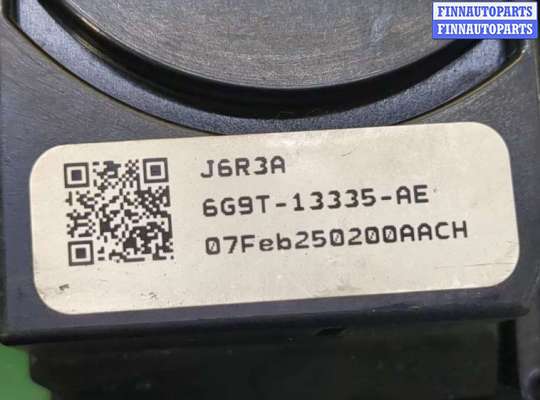 FINNAUTOPARTS
FINNAUTOPARTS
J6R3A
6G9T-13335-AE
07Feb250200AACH